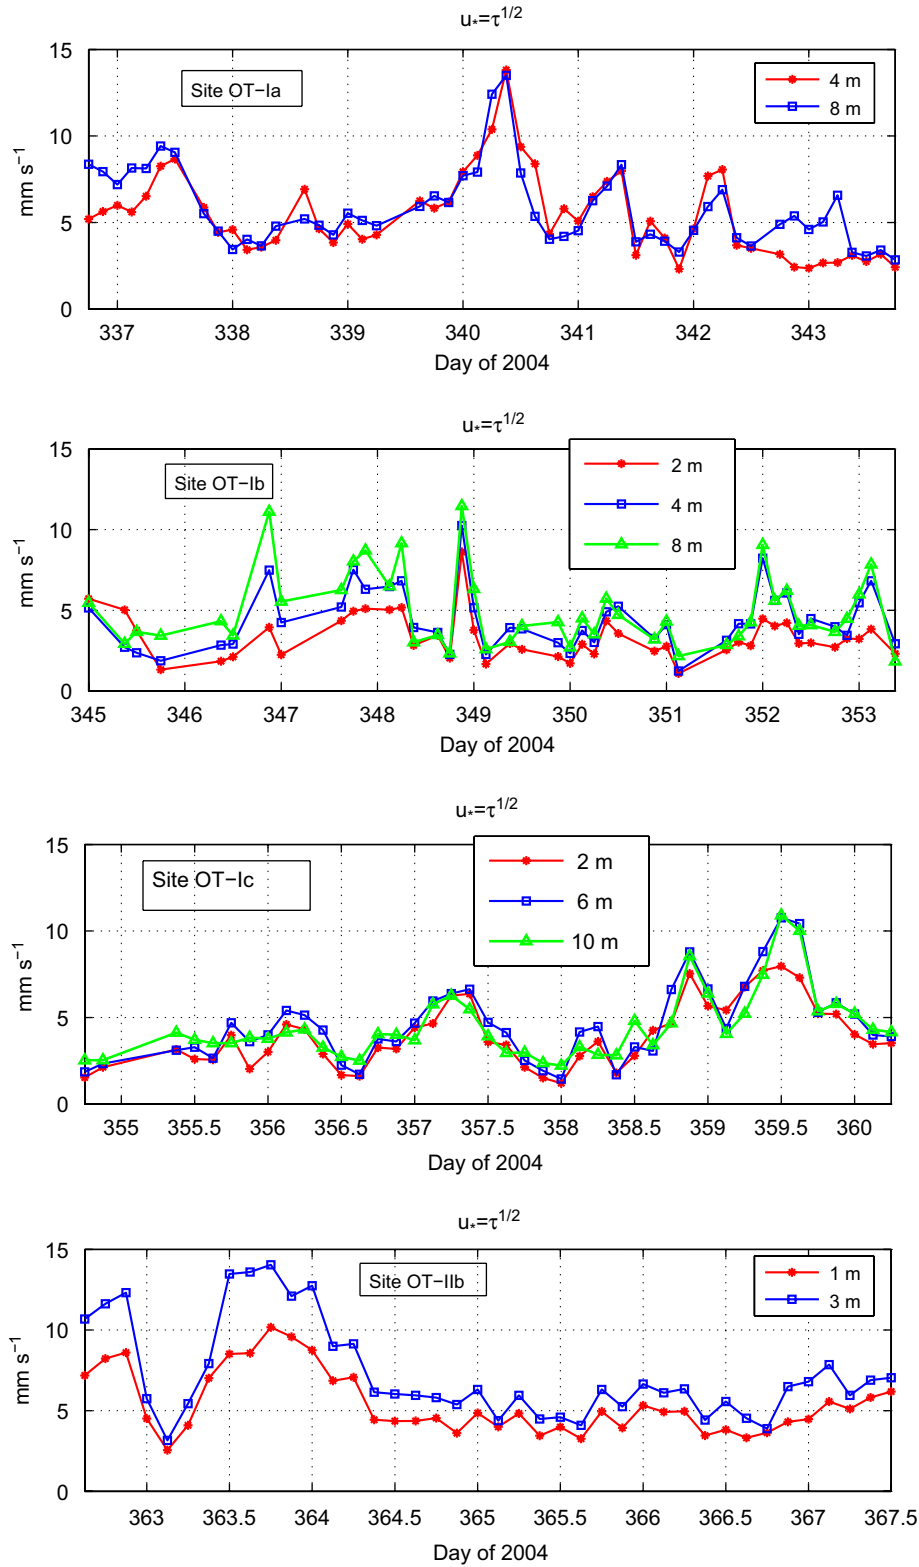 u*=τ1/2
15
10
5
0
mm s−1
Site OT−Ia
4 m
8 m
337 338 339 340 341 342 343
Day of 2004
u*=τ1/2
15
10
5
0
mm s−1
Site OT−Ib
2 m
4 m
8 m
345 346 347 348 349 350 351 352 353
Day of 2004
u*=τ1/2
15
10
5
0
mm s−1
Site OT−Ic
2 m
6 m
10 m
355 355.5 356 356.5 357 357.5 358 358.5 359 359.5 360
Day of 2004
u*=τ1/2
15
10
5
0
mm s−1
Site OT−IIb
1 m
3 m
363 363.5 364 364.5 365 365.5 366 366.5 367 367.5
Day of 2004